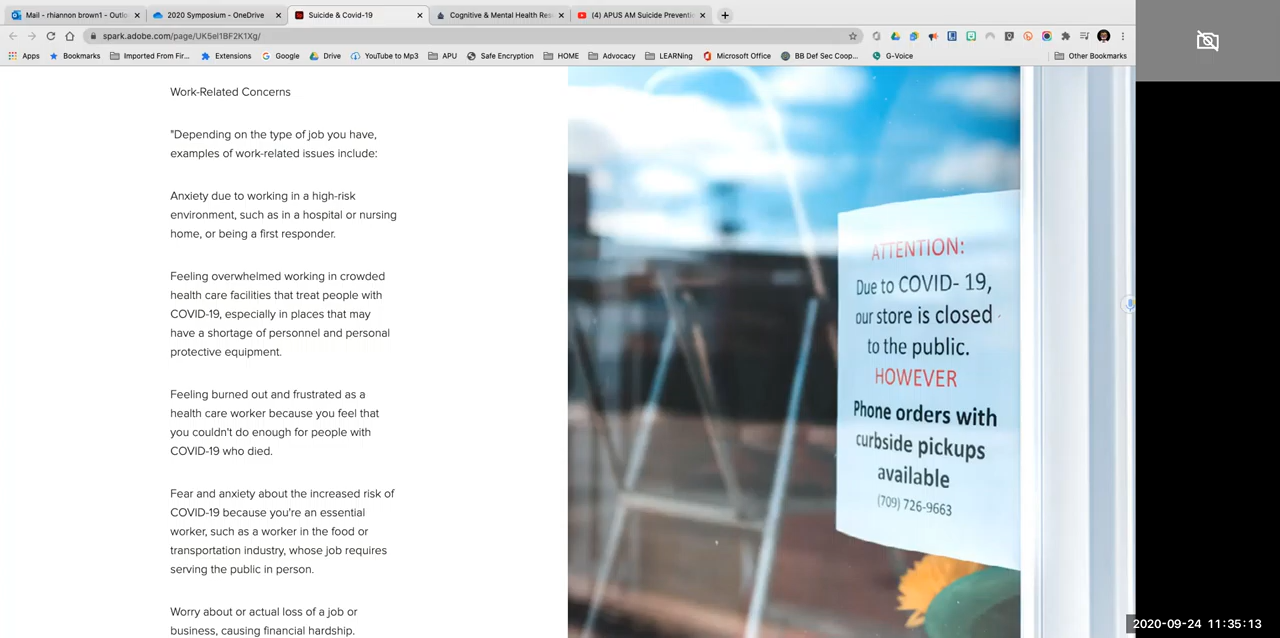 Mail - rhiannon brown1 - Outlo
2020 Symposium - OneDrive
Suicide & Covid-19
Cognitive & Mental Health Res
(4) APUS AM Suicide Preventi
spark.adobe.com/page/UK5eI1BF2K1Xg/
Apps
Bookmarks
Imported From Fir...
Extensions
Google
Drive
YouTube to Mp3
APU
Safe Encryption
HOME
Advocacy
LEARNing
Microsoft Office
BB Def Sec Coop...
G-Voice
Other Bookmarks
Work-Related Concerns
"Depending on the type of job you have,
examples of work-related issues include:
Anxiety due to working in a high-risk
environment, such as in a hospital or nursing
home, or being a first responder.
Feeling overwhelmed working in crowded
health care facilities that treat people with
COVID-19, especially in places that may
have a shortage of personnel and personal
protective equipment.
Feeling burned out and frustrated as a
health care worker because you feel that
you couldn't do enough for people with
COVID-19 who died.
Fear and anxiety about the increased risk of
COVID-19 because you're an essential
worker, such as a worker in the food or
transportation industry, whose job requires
serving the public in person.
Worry about or actual loss of a job or
business, causing financial hardship.
ATTENTION:
Due to COVID- 19,
our store is closed
to the public.
HOWEVER
Phone orders with
curbside pickups
available
(709) 726-9663
2020-09-24 11:35:13